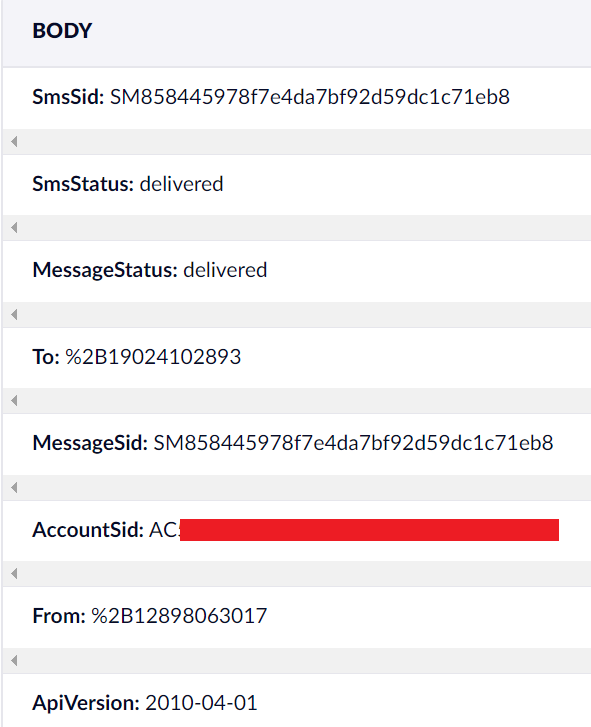 BODY
SmsSid: SM858445978f7e4da7bf92d59dc1c71eb8
SmsStatus: delivered
MessageStatus: delivered
To: %2B19024102893
MessageSid: SM858445978f7e4da7bf92d59dc1c71eb8
AccountSid: AC
From: %2B12898063017
ApiVersion: 2010-04-01